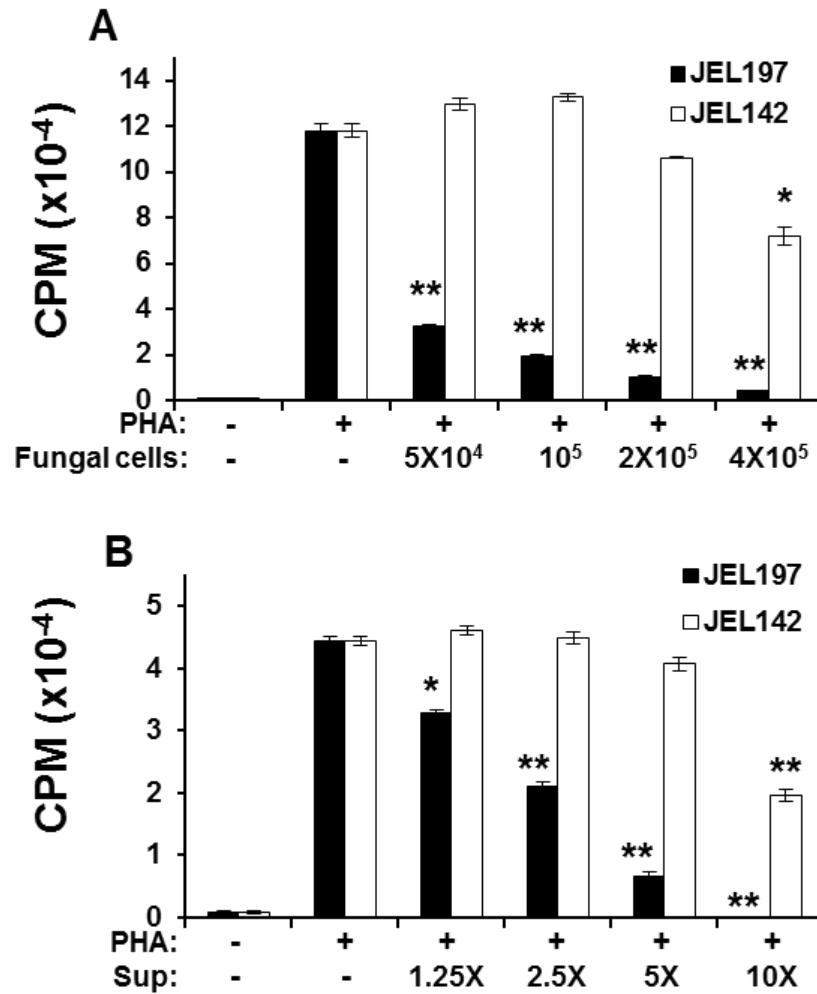 A
JEL197
JEL142
CPM (x10⁻⁴)
14
12
10
8
6
4
2
0
*
**
**
**
**
PHA: - + + + + +
Fungal cells: - - 5X10⁴ 10⁵ 2X10⁵ 4X10⁵
B
JEL197
JEL142
CPM (x10⁻⁴)
5
4
3
2
1
0
*
**
**
**
**
PHA: - + + + + +
Sup: - - 1.25X 2.5X 5X 10X